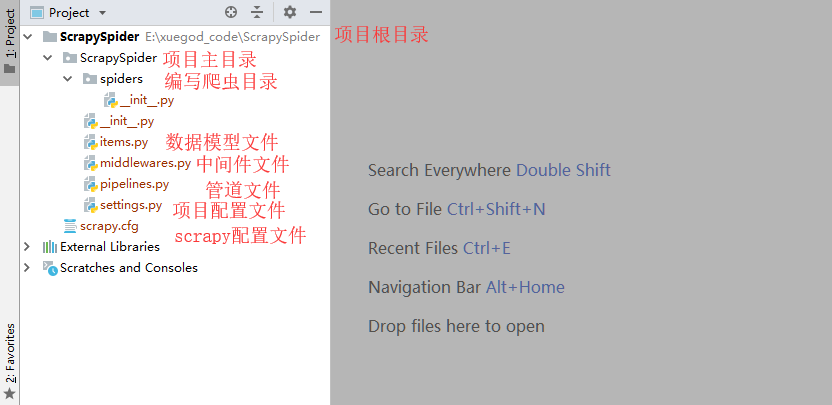 1: Project
Project
ScrapySpider E:\xuegod_code\ScrapySpider 项目根目录
ScrapySpider 项目主目录
spiders 编写爬虫目录
__init__.py
__init__.py
items.py 数据模型文件
middlewares.py 中间件文件
pipelines.py 管道文件
settings.py 项目配置文件
scrapy.cfg scrapy配置文件
External Libraries
Scratches and Consoles
2: Favorites
Search Everywhere Double Shift
Go to File Ctrl+Shift+N
Recent Files Ctrl+E
Navigation Bar Alt+Home
Drop files here to open